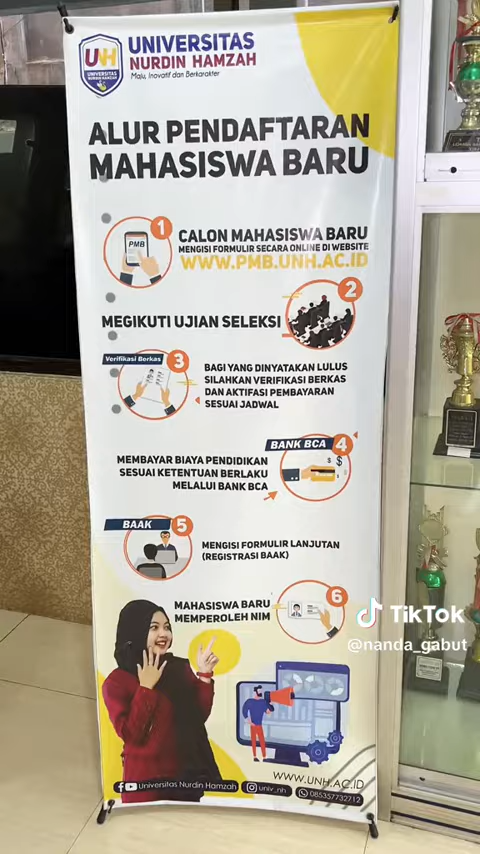 UNH
UNIVERSITAS
NURDIN HAMZAH
UNIVERSITAS
NURDIN HAMZAH
Maju, Inovatif dan Berkarakter
ALUR PENDAFTARAN
MAHASISWA BARU
1
PMB
CALON MAHASISWA BARU
MENGISI FORMULIR SECARA ONLINE DI WEBSITE
WWW.PMB.UNH.AC.ID
2
MEGIKUTI UJIAN SELEKSI
Verifikasi Berkas
3
BAGI YANG DINYATAKAN LULUS
SILAHKAN VERIFIKASI BERKAS
DAN AKTIFASI PEMBAYARAN
SESUAI JADWAL
BANK BCA
4
MEMBAYAR BIAYA PENDIDIKAN
SESUAI KETENTUAN BERLAKU
MELALUI BANK BCA
BAAK
5
MENGISI FORMULIR LANJUTAN
(REGISTRASI BAAK)
6
MAHASISWA BARU
MEMPEROLEH NIM
TikTok
@nanda_gabut
WWW.UNH.AC.ID
Universitas Nurdin Hamzah
univ_nh
085357732712